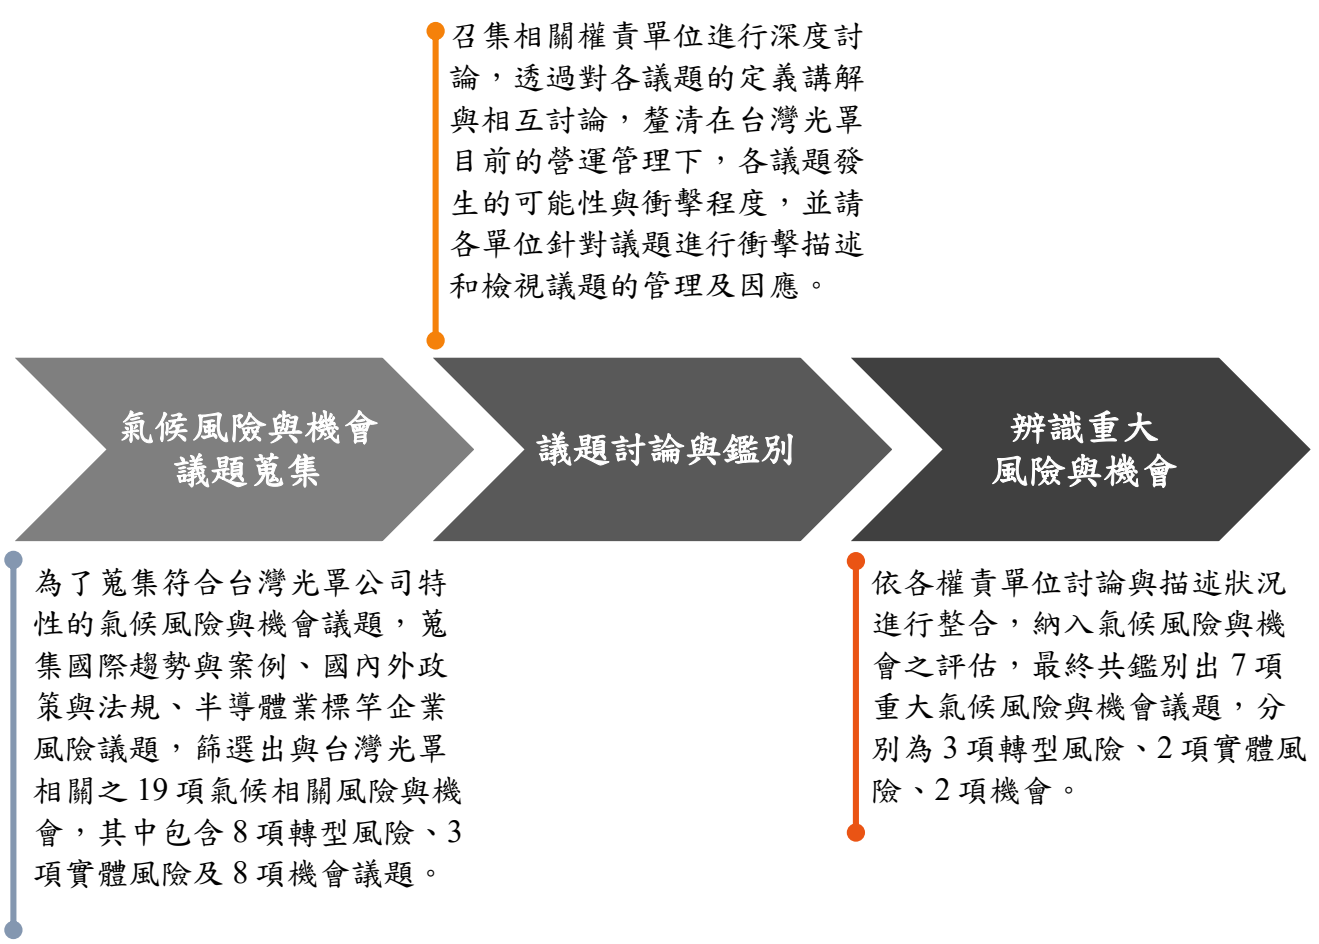 召集相關權責單位進行深度討
論，透過對各議題的定義講解
與相互討論，釐清在台灣光罩
目前的營運管理下，各議題發
生的可能性與衝擊程度，並請
各單位針對議題進行衝擊描述
和檢視議題的管理及因應。
氣候風險與機會
議題蒐集
議題討論與鑑別
辨識重大
風險與機會
為了蒐集符合台灣光罩公司特
性的氣候風險與機會議題，蒐
集國際趨勢與案例、國內外政
策與法規、半導體業標竿企業
風險議題，篩選出與台灣光罩
相關之 19 項氣候相關風險與機
會，其中包含 8 項轉型風險、3
項實體風險及 8 項機會議題。
依各權責單位討論與描述狀況
進行整合，納入氣候風險與機
會之評估，最終共鑑別出 7 項
重大氣候風險與機會議題，分
別為 3 項轉型風險、2 項實體風
險、2 項機會。